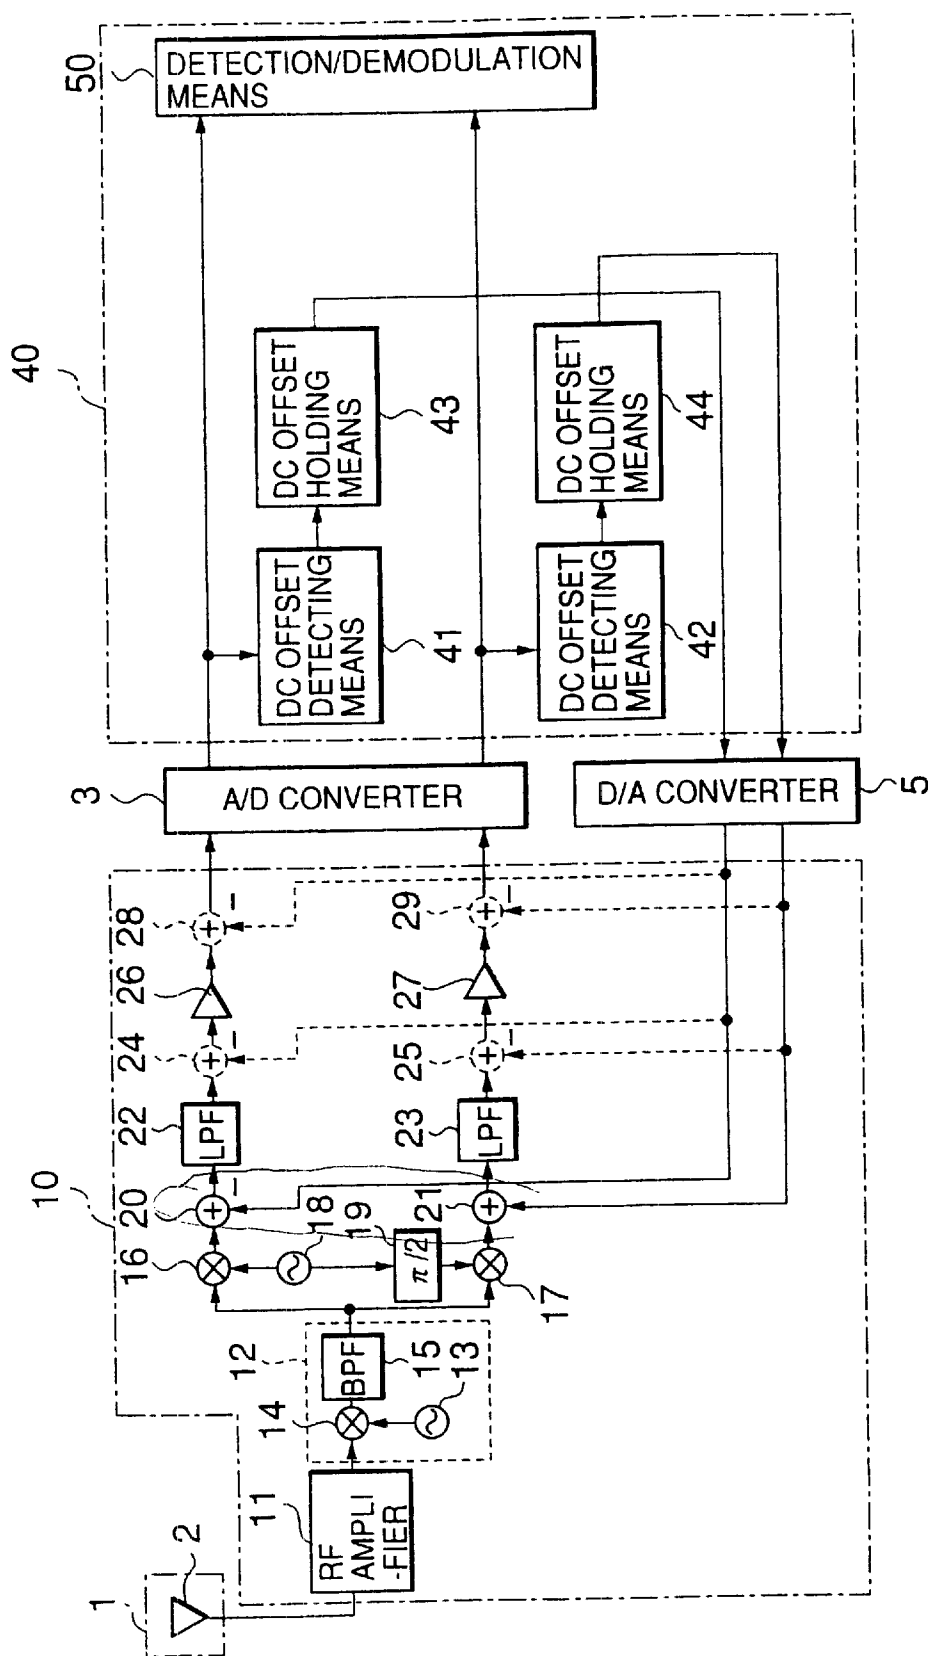 40
50
DETECTION/DEMODULATION
MEANS
DC OFFSET
HOLDING
MEANS
43
DC OFFSET
HOLDING
MEANS
44
DC OFFSET
DETECTING
MEANS
41
DC OFFSET
DETECTING
MEANS
42
3
A/D CONVERTER
D/A CONVERTER
5
10
28
+
−
29
+
−
26
27
24
+
−
25
+
−
22
LPF
23
LPF
20
+
−
21
+
16
18
19
π/2
17
12
BPF
15
14
13
11
RF
AMPLI
-FIER
1
2